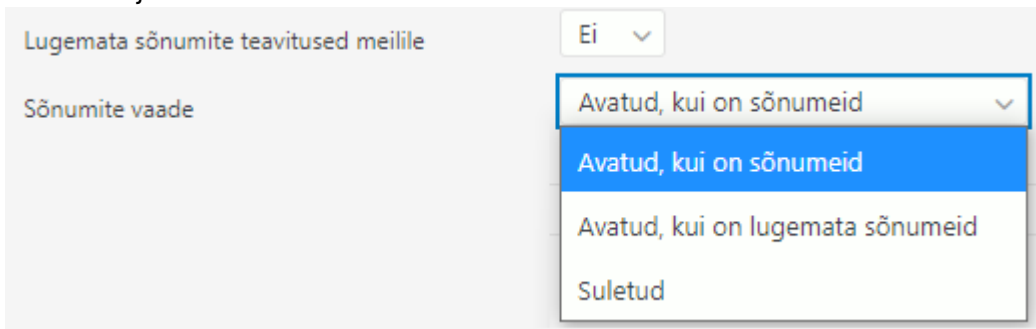 Lugemata sõnumite teavitused meilile
Ei
Sõnumite vaade
Avatud, kui on sõnumeid
Avatud, kui on sõnumeid
Avatud, kui on lugemata sõnumeid
Suletud